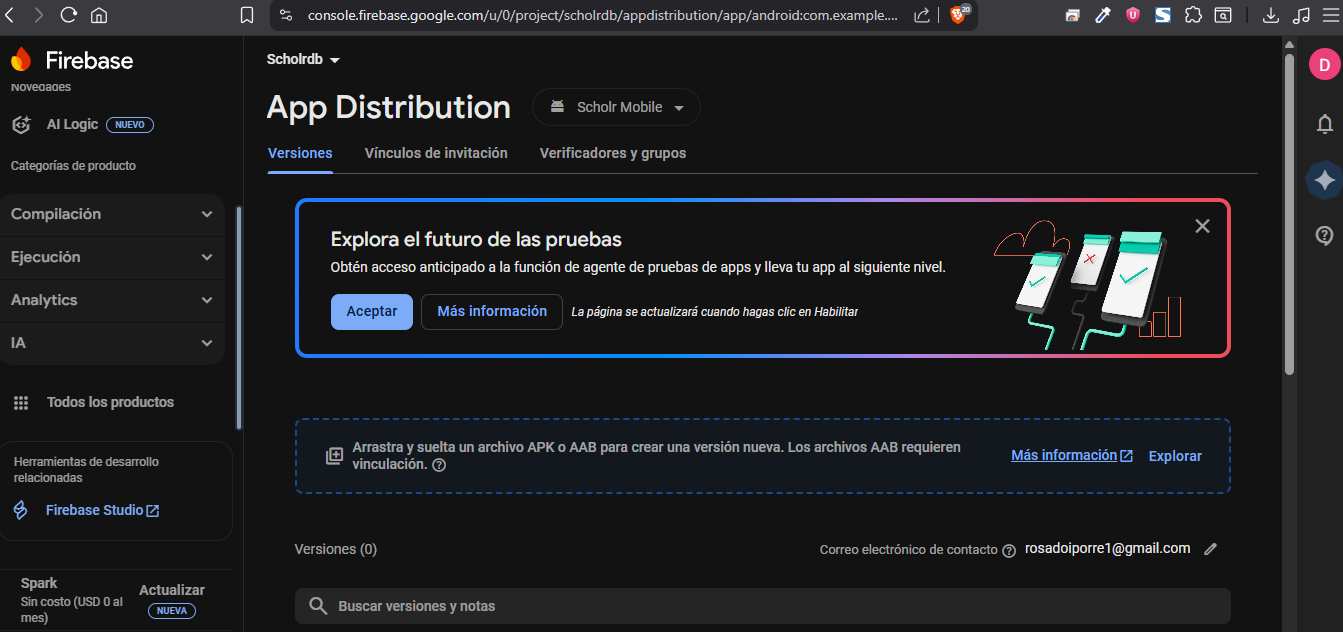 console.firebase.google.com/u/0/project/scholrdb/appdistribution/app/android:com.example....
20
Firebase
Novedades
AI Logic NUEVO
Categorías de producto
Compilación
Ejecución
Analytics
IA
Todos los productos
Herramientas de desarrollo
relacionadas
Firebase Studio
Spark
Sin costo (USD 0 al
mes)
Actualizar
NUEVA
Scholrdb
App Distribution
Scholr Mobile
Versiones Vínculos de invitación Verificadores y grupos
Explora el futuro de las pruebas
Obtén acceso anticipado a la función de agente de pruebas de apps y lleva tu app al siguiente nivel.
Aceptar Más información La página se actualizará cuando hagas clic en Habilitar
Arrastra y suelta un archivo APK o AAB para crear una versión nueva. Los archivos AAB requieren
vinculación.
Más información Explorar
Versiones (0)
Correo electrónico de contacto rosadoiporre1@gmail.com
Buscar versiones y notas
D